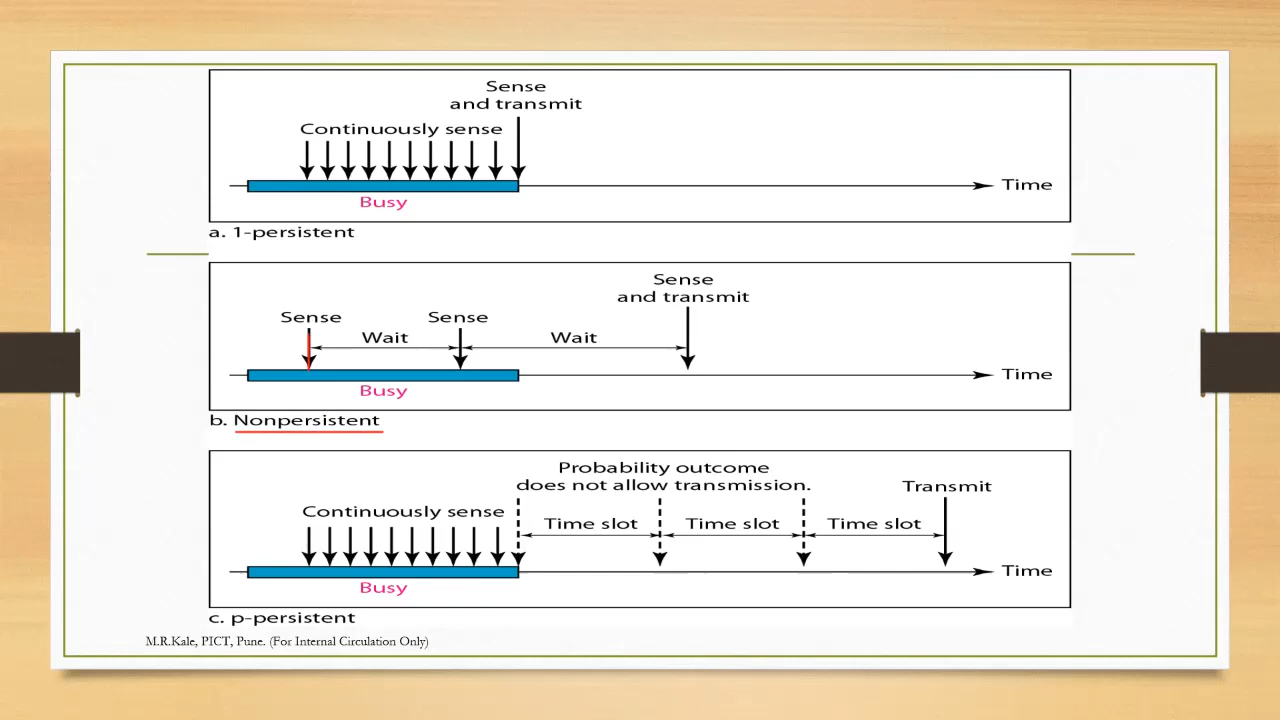 Sense
and transmit
Continuously sense
Time
Busy
a. 1-persistent
Sense
and transmit
Sense
Sense
Wait
Wait
Time
Busy
b. Nonpersistent
Probability outcome
does not allow transmission.
Transmit
Continuously sense
Time slot
Time slot
Time slot
Time
Busy
c. p-persistent
M.R.Kale, PICT, Pune. (For Internal Circulation Only)